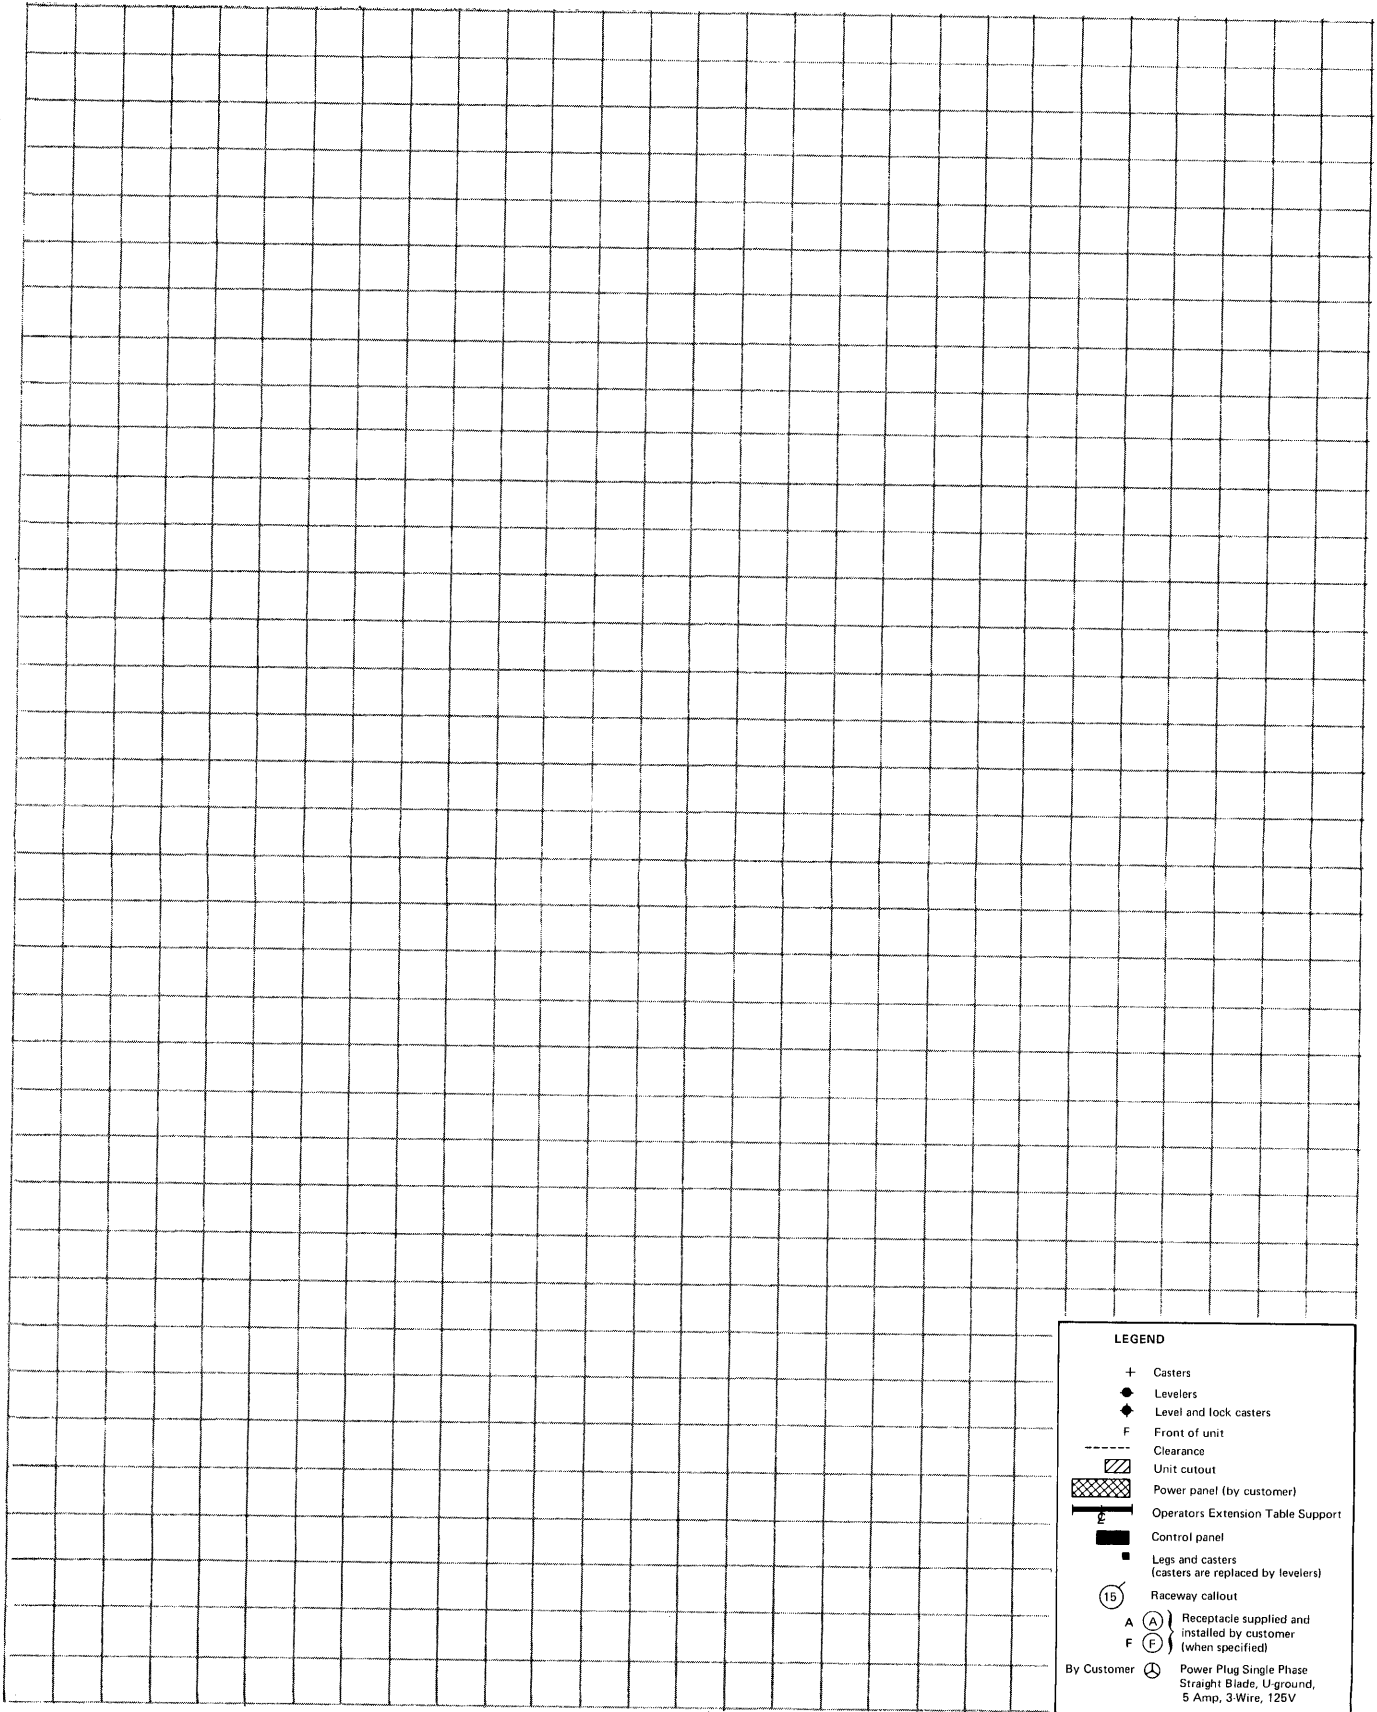 LEGEND
Casters
Levelers
Level and lock casters
F Front of unit
Clearance
Unit cutout
Power panel (by customer)
℄ Operators Extension Table Support
Control panel
Legs and casters
(casters are replaced by levelers)
15 Raceway callout
A A Receptacle supplied and
installed by customer
F F (when specified)
By Customer Power Plug Single Phase
Straight Blade, U-ground,
5 Amp, 3-Wire, 125V